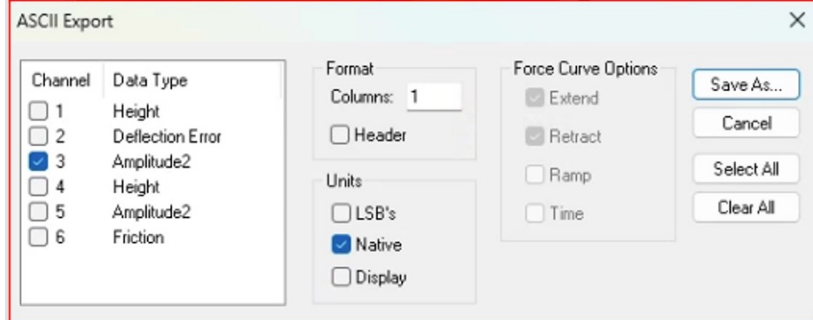 ASCII Export
Channel Data Type
1 Height
2 Deflection Error
3 Amplitude2
4 Height
5 Amplitude2
6 Friction
Format
Columns: 1
Header
Units
LSB's
Native
Display
Force Curve Options
Extend
Retract
Ramp
Time
Save As...
Cancel
Select All
Clear All